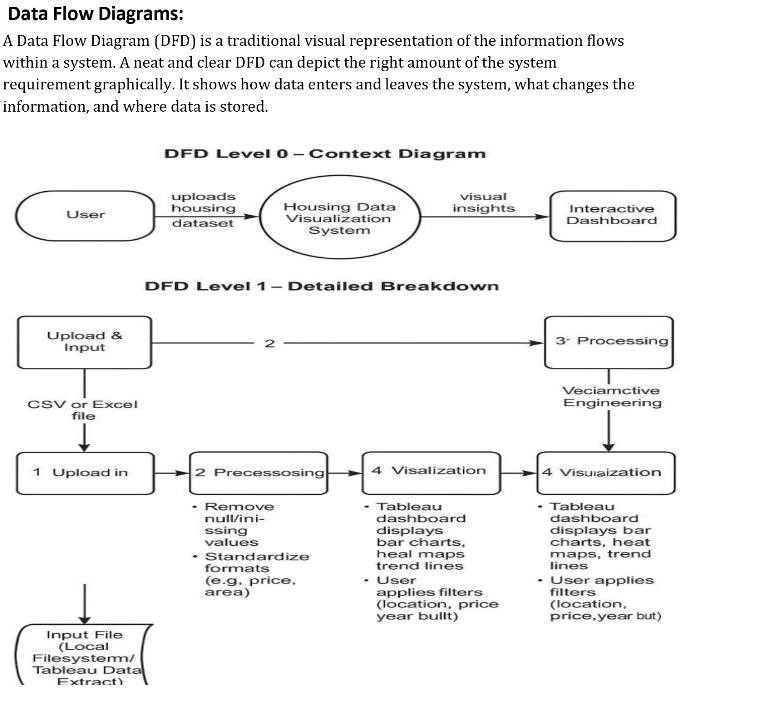 Data Flow Diagrams:
A Data Flow Diagram (DFD) is a traditional visual representation of the information flows
within a system. A neat and clear DFD can depict the right amount of the system
requirement graphically. It shows how data enters and leaves the system, what changes the
information, and where data is stored.
DFD Level 0 – Context Diagram
User
uploads
housing
dataset
Housing Data
Visualization
System
visual
insights
Interactive
Dashboard
DFD Level 1 – Detailed Breakdown
Upload &
Input
2
3· Processing
CSV or Excel
file
Veciamctive
Engineering
1 Upload in
2 Precessosing
4 Visalization
4 Visuaization
• Remove
null/ini-
ssing
values
• Standardize
formats
(e.g, price,
area)
• Tableau
dashboard
displays
bar charts,
heal maps
trend lines
• User
applies filters
(location, price
year bullt)
• Tableau
dashboard
displays bar
charts, heat
maps, trend
lines
• User applies
filters
(location,
price,year but)
Input File
(Local
Filesysterm/
Tableau Data
Extract)